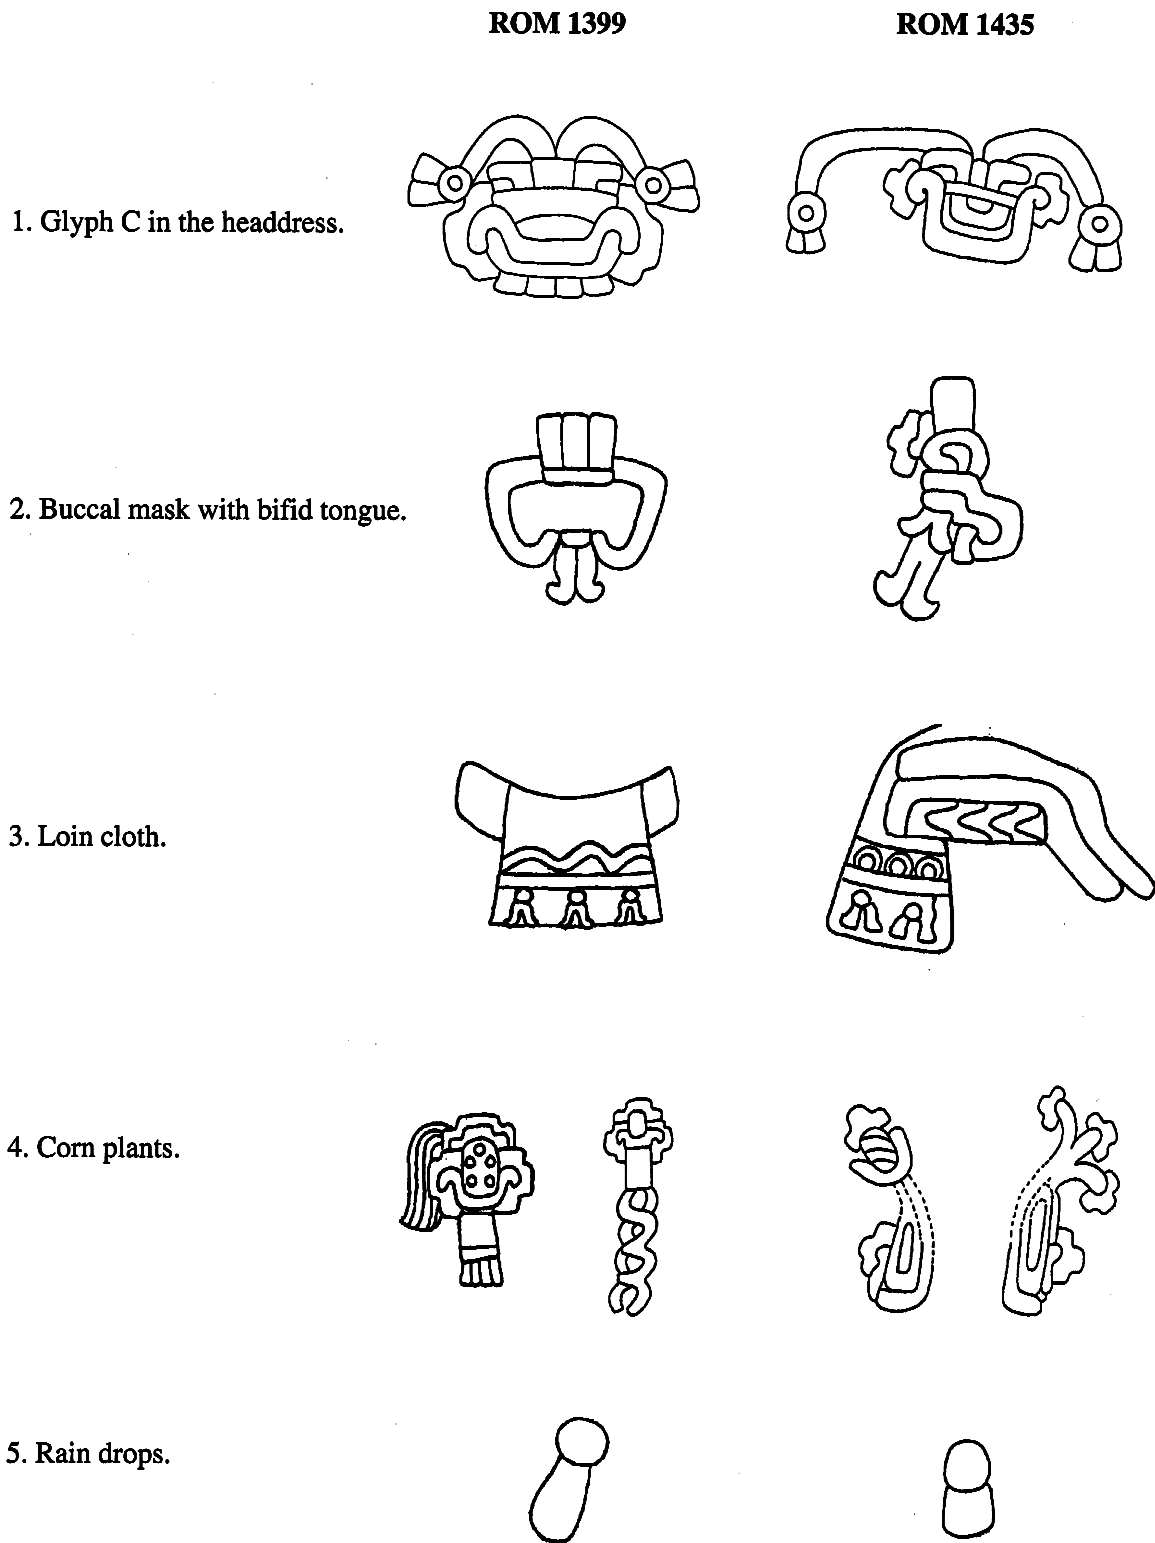 ROM 1399 ROM 1435
1. Glyph C in the headdress.
2. Buccal mask with bifid tongue.
3. Loin cloth.
4. Corn plants.
5. Rain drops.